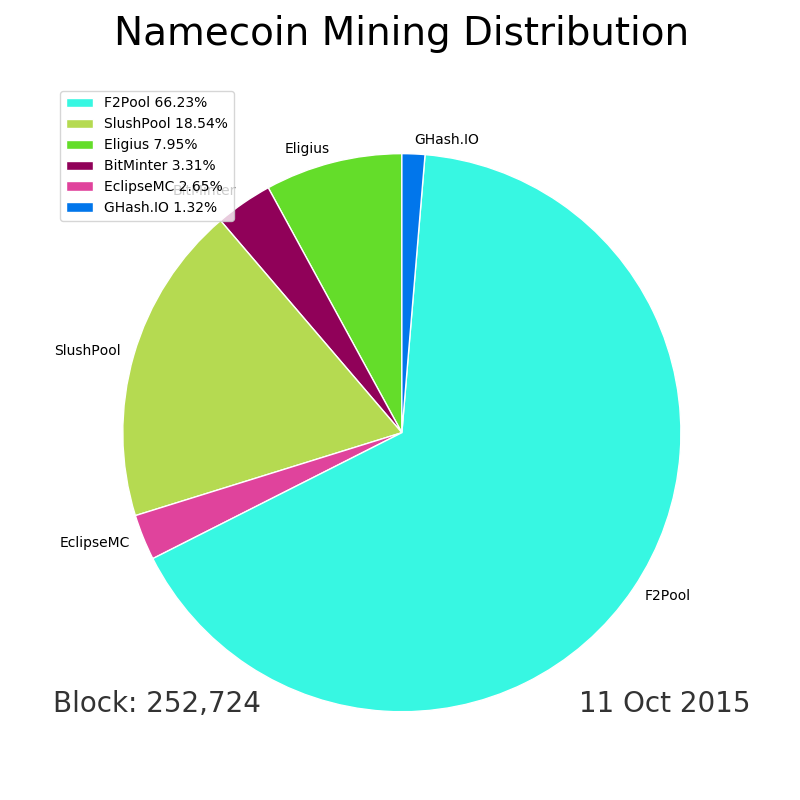 Namecoin Mining Distribution
F2Pool 66.23%
SlushPool 18.54%
Eligius 7.95%
BitMinter 3.31%
EclipseMC 2.65%
GHash.IO 1.32%
GHash.IO
Eligius
BitMinter
SlushPool
EclipseMC
F2Pool
Block: 252,724
11 Oct 2015